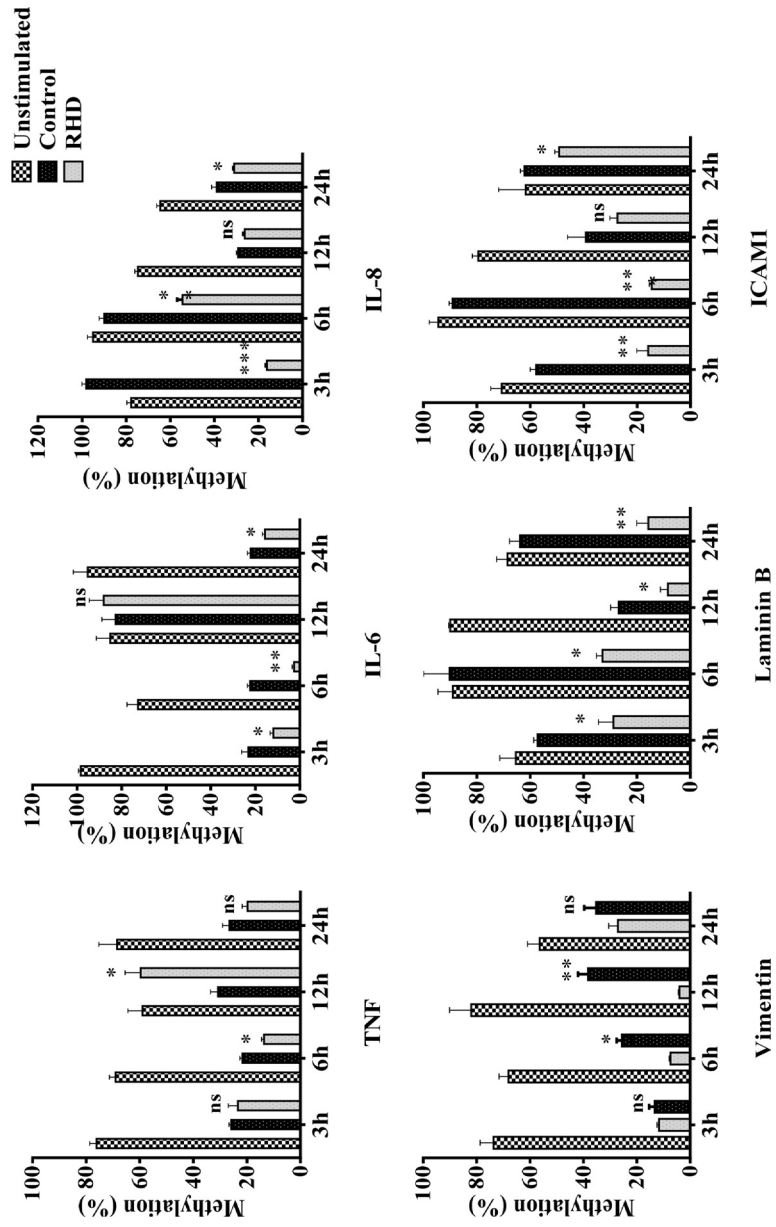 Unstimulated
Control
RHD
Methylation (%)
120
100
80
60
40
20
0
ns
*
*
ns
3h 6h 12h 24h
TNF
Methylation (%)
120
100
80
60
40
20
0
*
**
ns
*
3h 6h 12h 24h
IL-6
Methylation (%)
120
100
80
60
40
20
0
***
* *
ns
*
3h 6h 12h 24h
IL-8
Methylation (%)
100
80
60
40
20
0
ns
*
**
ns
3h 6h 12h 24h
Vimentin
Methylation (%)
100
80
60
40
20
0
*
*
*
**
3h 6h 12h 24h
Laminin B
Methylation (%)
100
80
60
40
20
0
**
***
ns
*
3h 6h 12h 24h
ICAM1